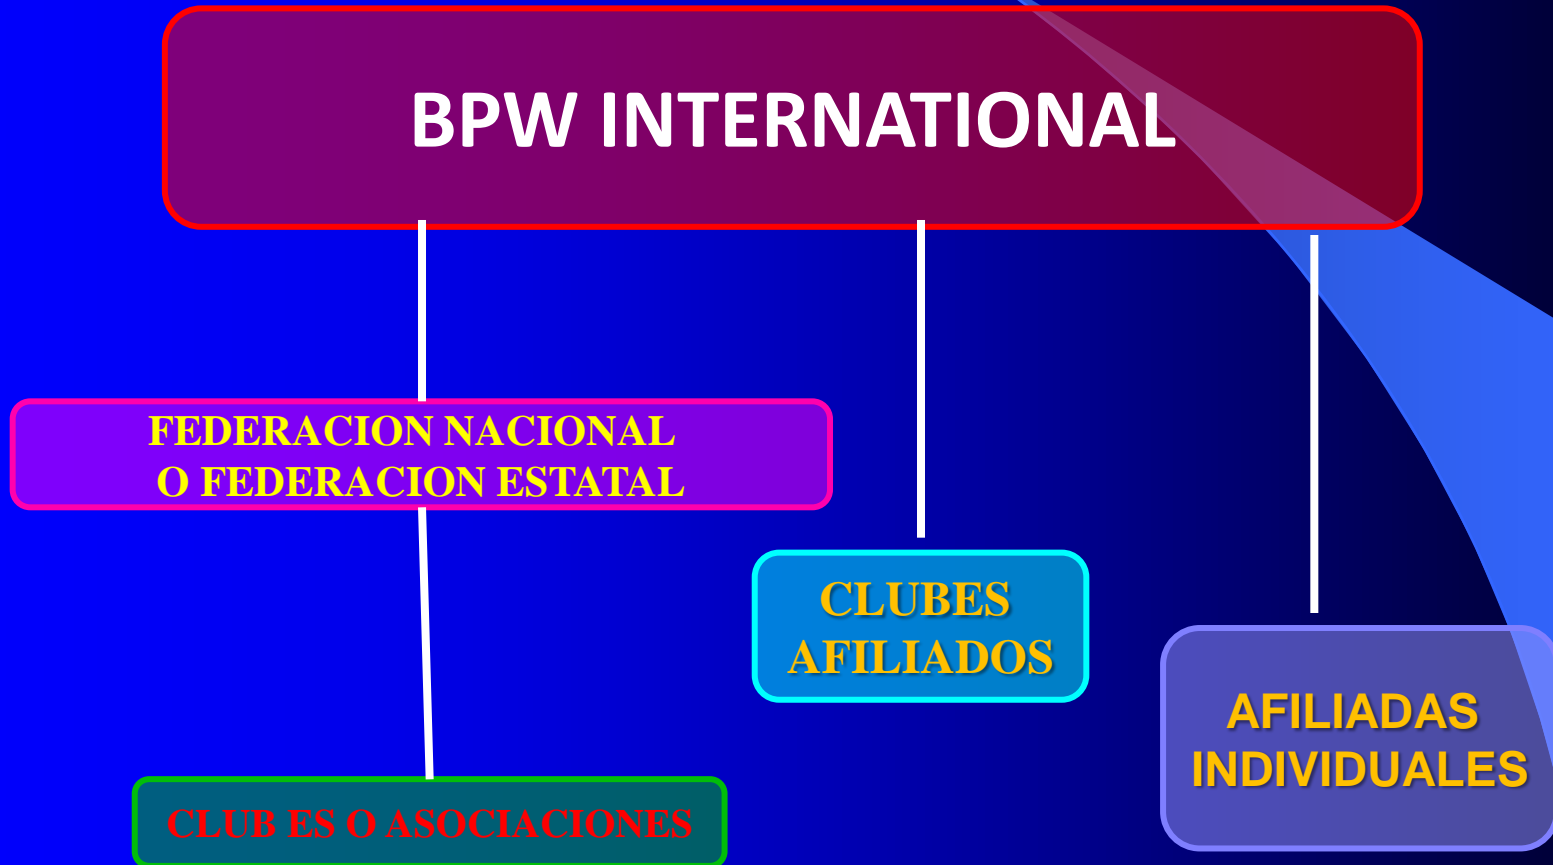 BPW INTERNATIONAL
FEDERACION NACIONAL
O FEDERACION ESTATAL
CLUBES
AFILIADOS
AFILIADAS
INDIVIDUALES
CLUB ES O ASOCIACIONES